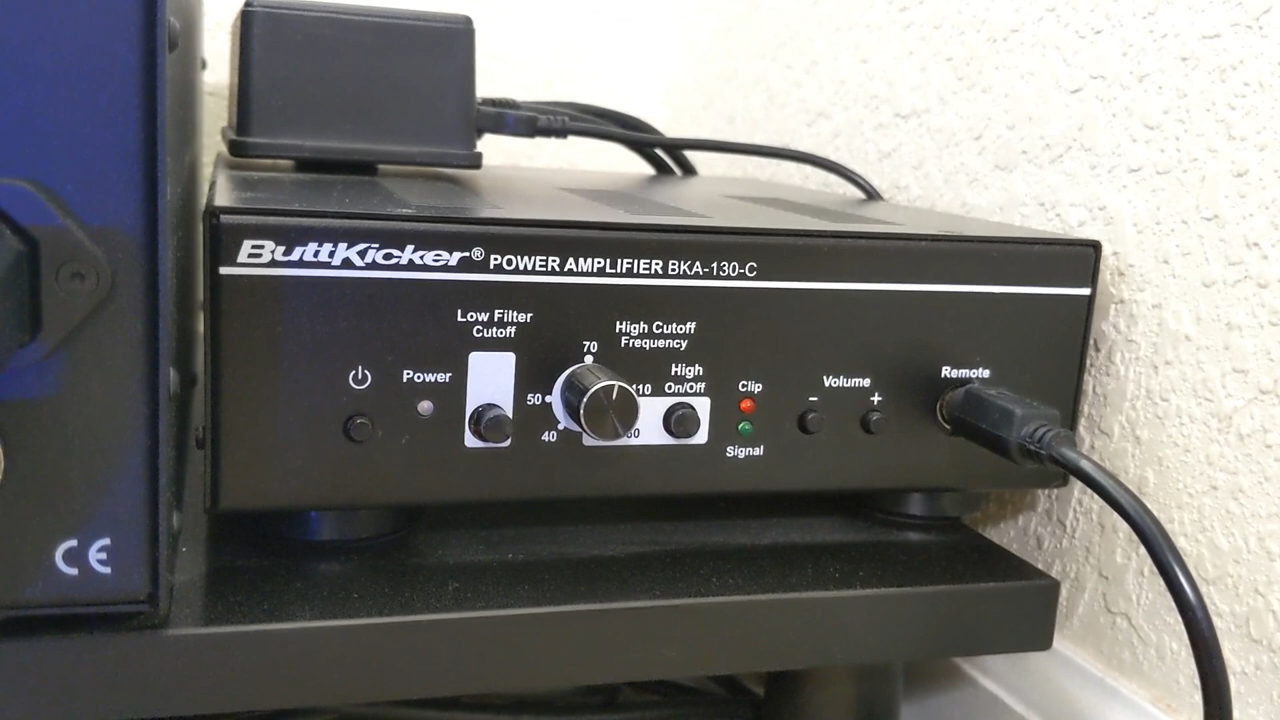 ButtKicker® POWER AMPLIFIER BKA-130-C
Low Filter
Cutoff
High Cutoff
Frequency
70
High
On/Off
Power
50
110
40
Clip
Signal
Volume
- +
Remote
CE